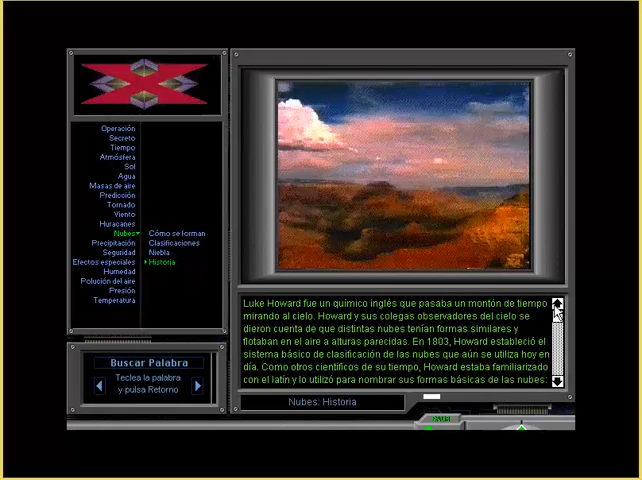 Operación
Secreto
Tiempo
Atmósfera
Sol
Agua
Masas de aire
Predicción
Tornado
Viento
Huracanes
Nubes
Precipitación
Seguridad
Efectos especiales
Humedad
Polución del aire
Presión
Temperatura
Cómo se forman
Clasificaciones
Niebla
Historia
Luke Howard fue un químico inglés que pasaba un montón de tiempo
mirando al cielo. Howard y sus colegas observadores del cielo se
dieron cuenta de que distintas nubes tenían formas similares y
flotaban en el aire a alturas parecidas. En 1803, Howard estableció el
sistema básico de clasificación de las nubes que aún se utiliza hoy en
día. Como otros científicos de su tiempo, Howard estaba familiarizado
con el latín y lo utilizó para nombrar sus formas básicas de las nubes:
Buscar Palabra
Teclea la palabra
y pulsa Retorno
Nubes: Historia